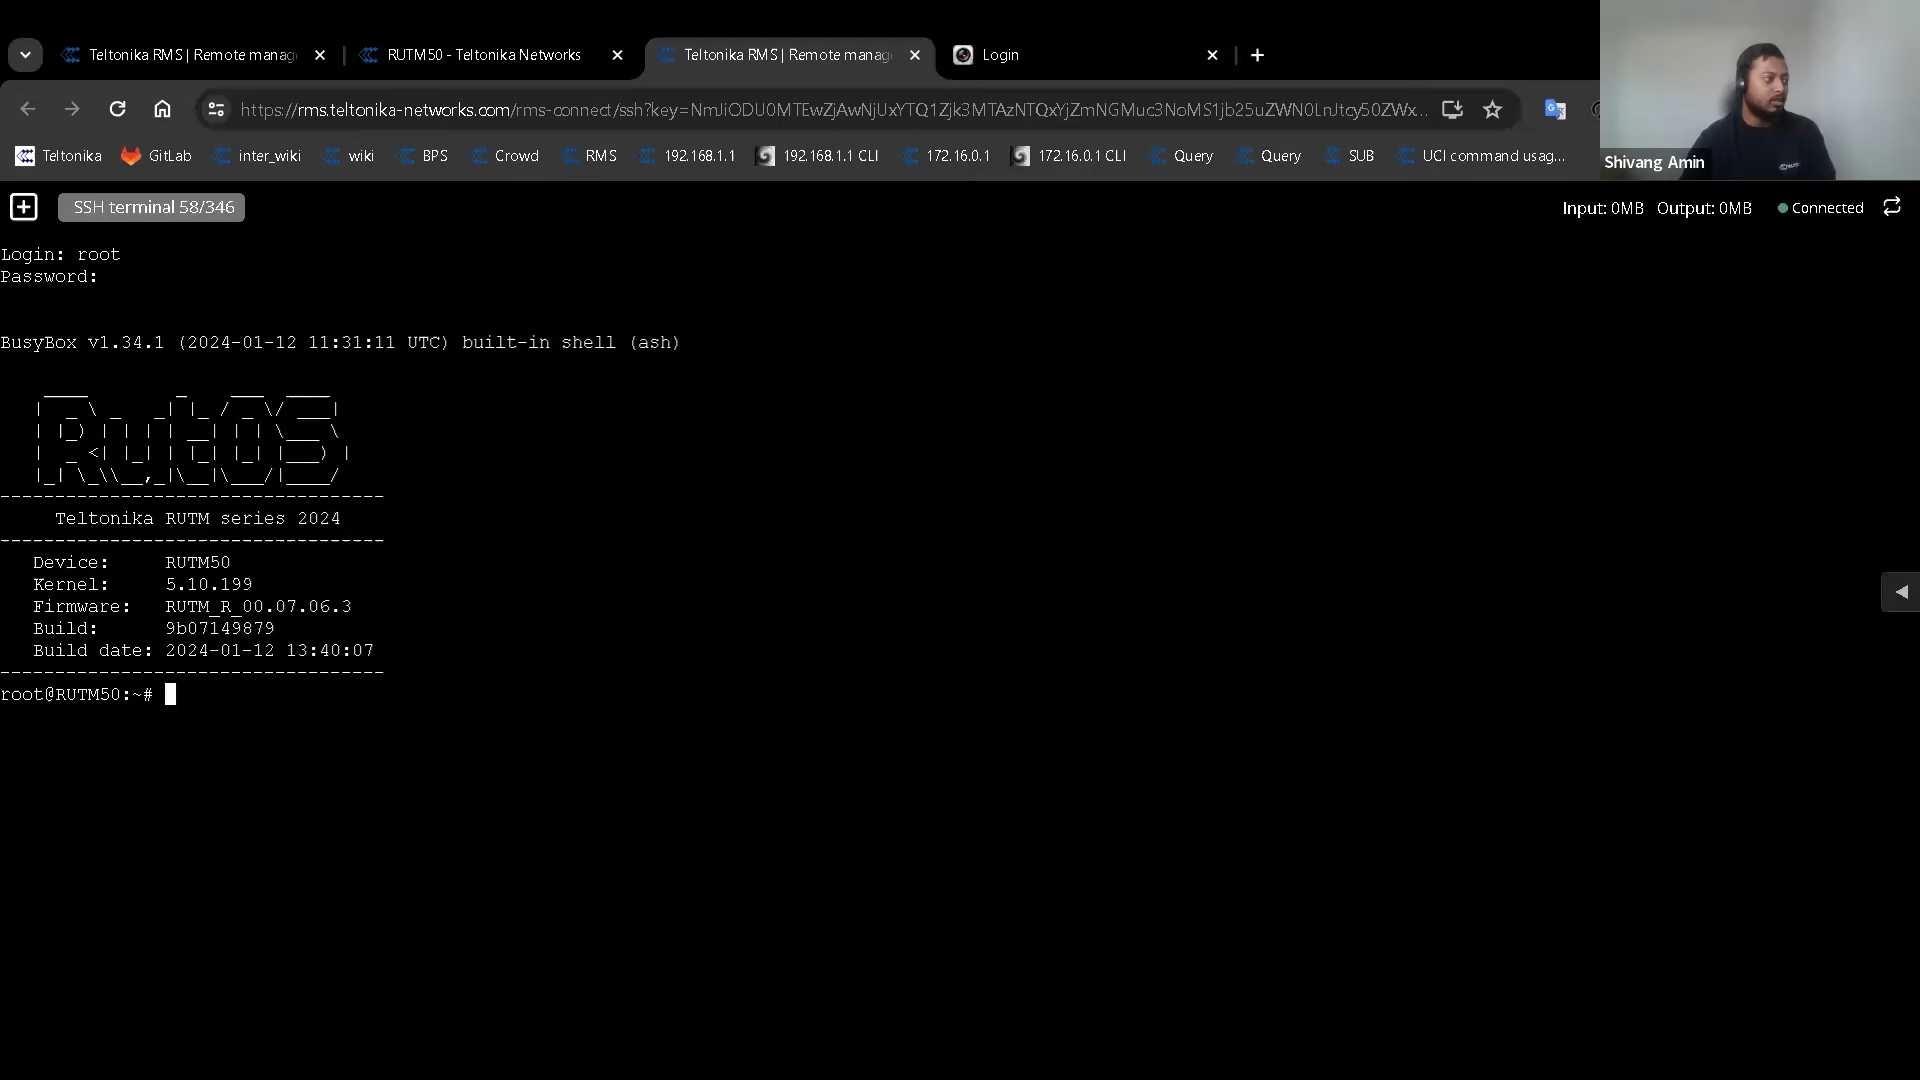 Teltonika RMS | Remote manag
RUTM50 - Teltonika Networks
Teltonika RMS | Remote manag
Login
https://rms.teltonika-networks.com/rms-connect/ssh?key=
Teltonika
GitLab
inter_wiki
wiki
BPS
Crowd
RMS
192.168.1.1
192.168.1.1 CLI
172.16.0.1
172.16.0.1 CLI
Query
Query
SUB
UCI command usag...
Shivang Amin
SSH terminal 58/346
Input: 0MB Output: 0MB Connected
Login: root
Password:
BusyBox v1.34.1 (2024-01-12 11:31:11 UTC) built-in shell (ash)
RutOS
---------------------------------
Teltonika RUTM series 2024
---------------------------------
Device: RUTM50
Kernel: 5.10.199
Firmware: RUTM_R_00.07.06.3
Build: 9b07149879
Build date: 2024-01-12 13:40:07
---------------------------------
root@RUTM50:~#